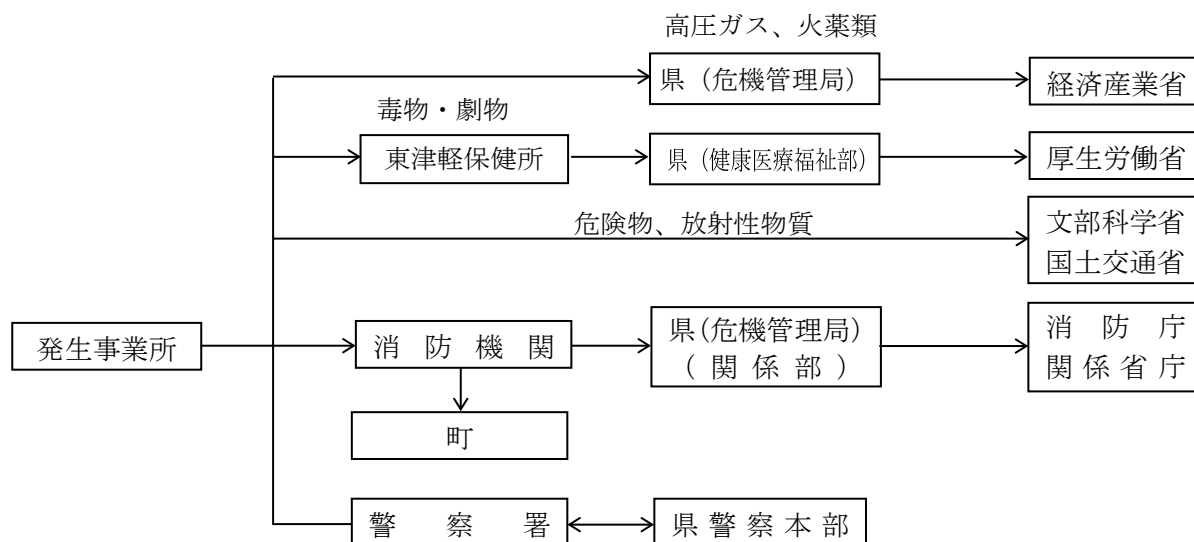 高圧ガス、火薬類
県（危機管理局）
経済産業省
毒物・劇物
東津軽保健所
県（健康医療福祉部）
厚生労働省
危険物、放射性物質
文部科学省
国土交通省
発生事業所
消防機関
県(危機管理局)
(関係部)
消防庁
関係省庁
町
警察署
県警察本部